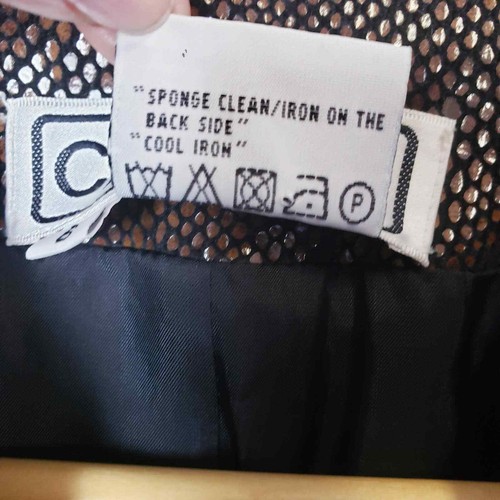 "SPONGE CLEAN/IRON ON THE
BACK SIDE"
"COOL IRON"
P
C